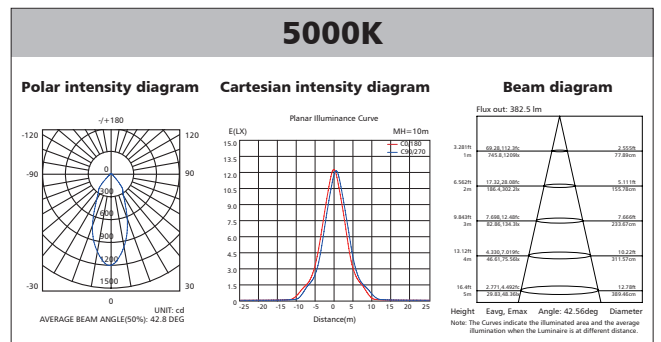 5000K
Polar intensity diagram
Cartesian intensity diagram
Beam diagram
-/+180
-120
120
-90
90
-30
30
0
0
300
600
900
1200
1500
UNIT: cd
AVERAGE BEAM ANGLE(50%): 42.8 DEG
Planar Illuminance Curve
E(LX)
MH=10m
C0/180
C90/270
15.0
13.5
12.0
10.5
9.0
7.5
6.0
4.5
3.0
1.5
0
-25 -20 -15 -10 -5 0 5 10 15 20 25
Distance(m)
Flux out: 382.5 lm
3.281ft 69.28,112.3fc 2.555ft
1m 745.8,1209lx 77.89cm
6.562ft 17.32,28.08fc 5.111ft
2m 186.4,302.2lx 155.78cm
9.843ft 7.698,12.48fc 7.666ft
3m 82.86,134.3lx 233.67cm
13.12ft 4.330,7.019fc 10.22ft
4m 46.61,75.56lx 311.57cm
16.4ft 2.771,4.492fc 12.78ft
5m 29.83,48.36lx 389.46cm
Height Eavg, Emax Angle: 42.56deg Diameter
Note: The Curves indicate the illuminated area and the average
illumination when the Luminaire is at different distance.